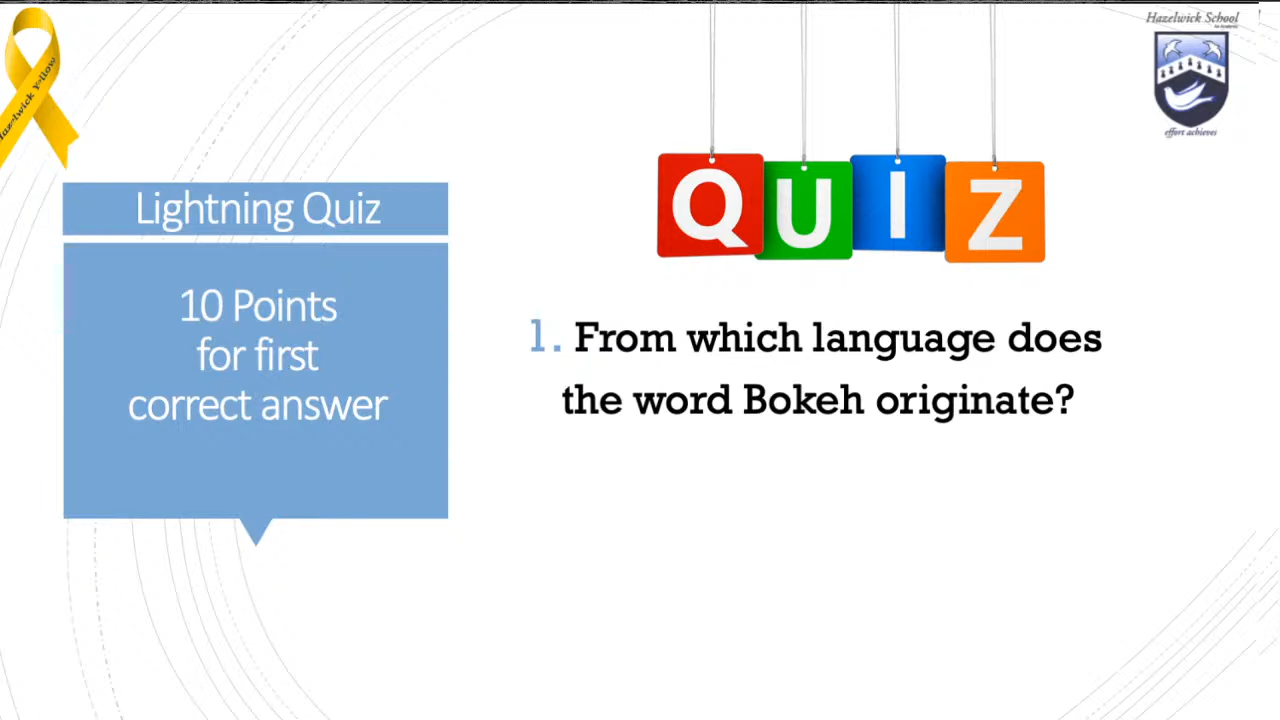 Hazelwick School
Hazelwick Yellow
effort achieves
QUIZ
Lightning Quiz
10 Points
for first
correct answer
1. From which language does
the word Bokeh originate?